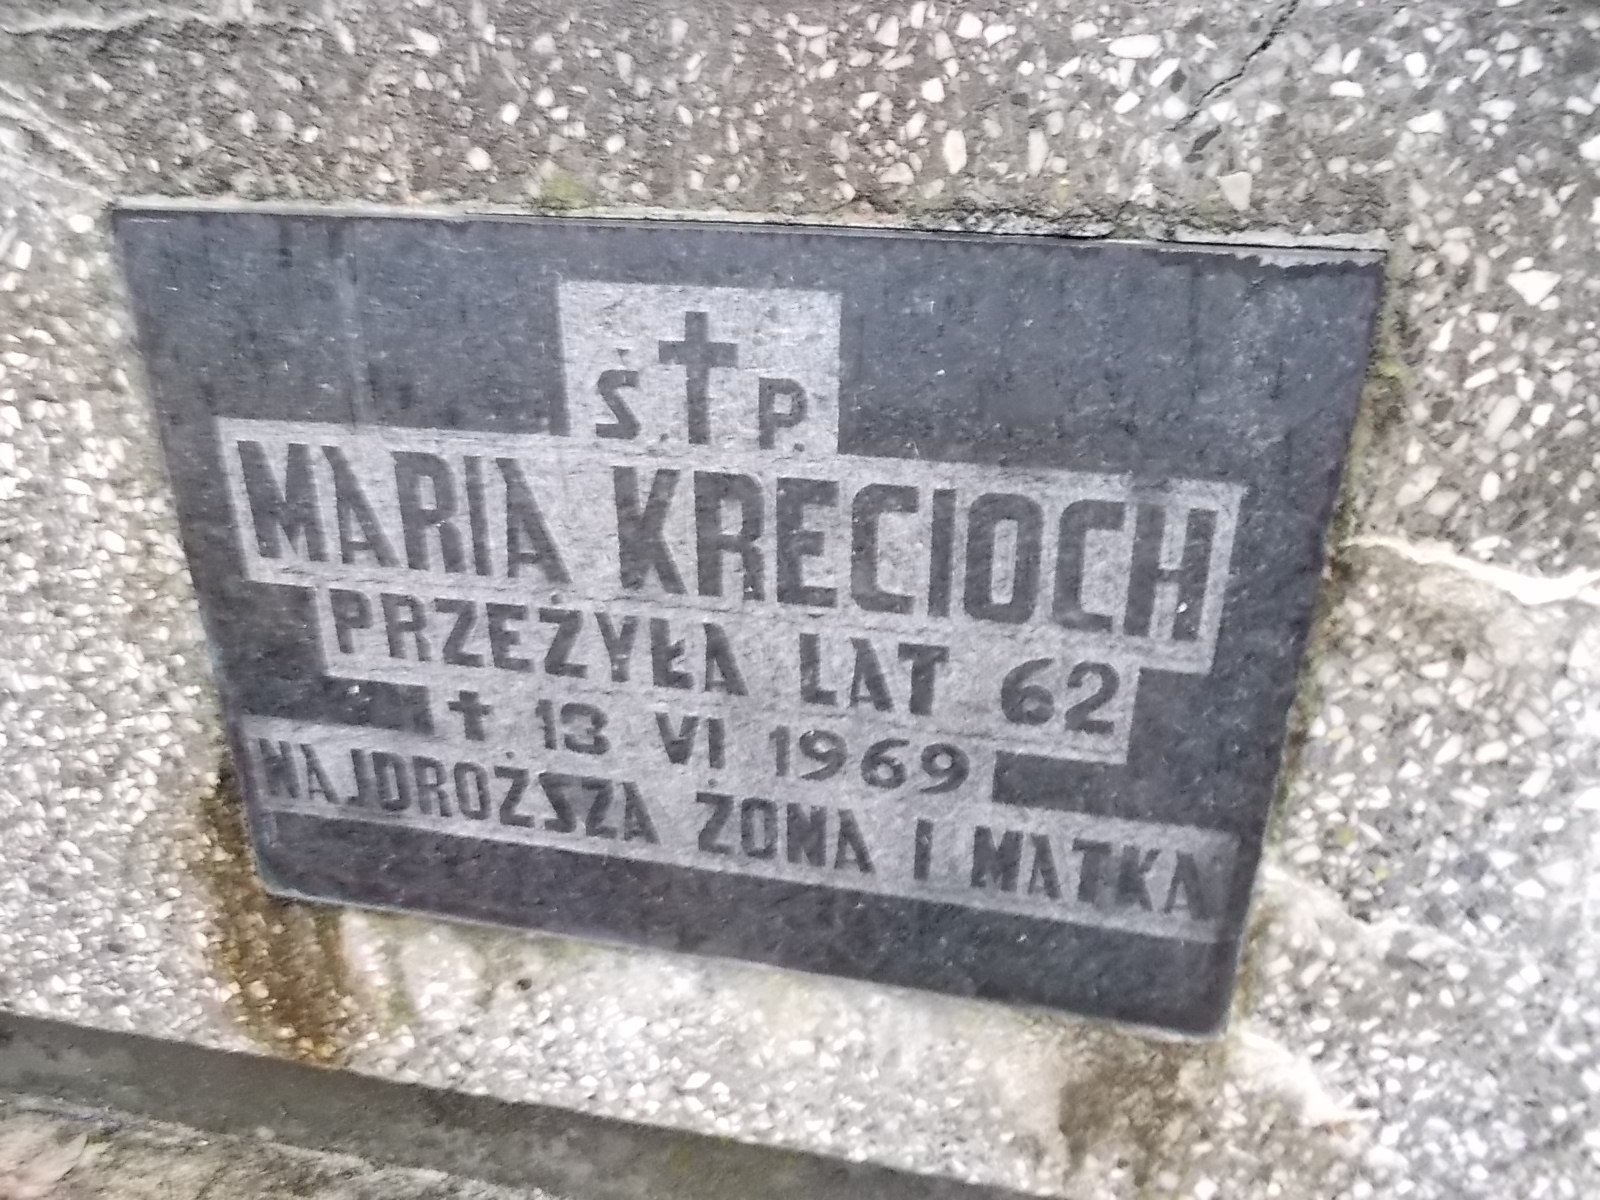 Ś. ✝ P.
MARIA KRECIOCH
PRZEŻYŁA LAT 62
✝ 13 VI 1969
NAJDROŻSZA ŻONA I MATKA